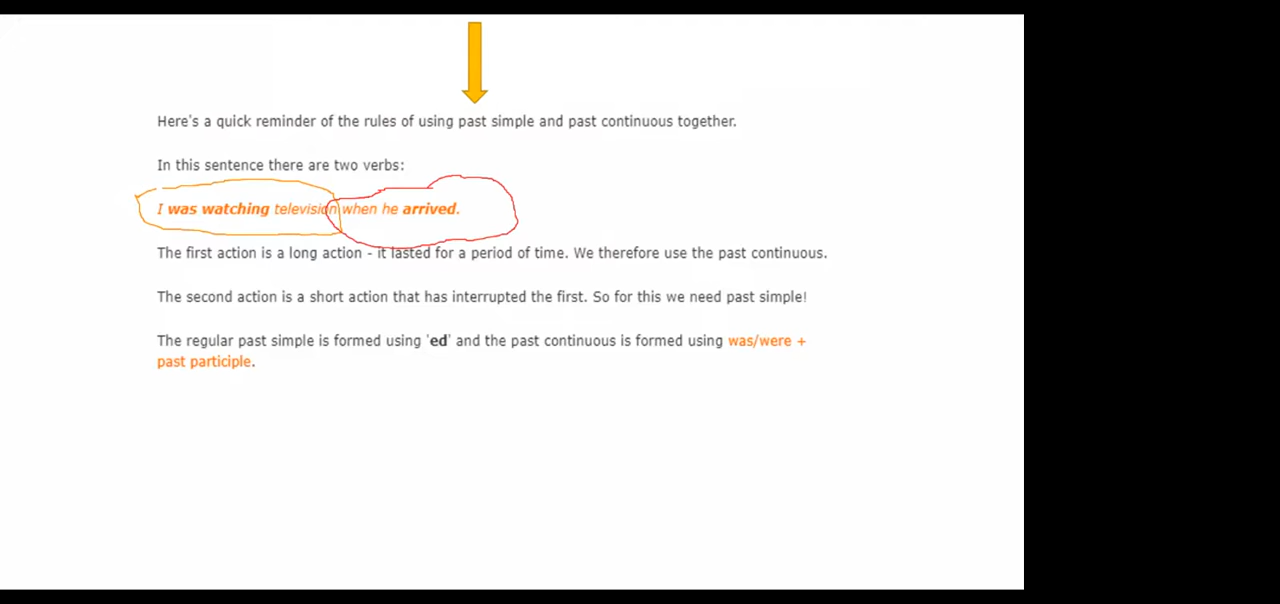 Here's a quick reminder of the rules of using past simple and past continuous together.
In this sentence there are two verbs:
I was watching television when he arrived.
The first action is a long action - it lasted for a period of time. We therefore use the past continuous.
The second action is a short action that has interrupted the first. So for this we need past simple!
The regular past simple is formed using 'ed' and the past continuous is formed using was/were +
past participle.